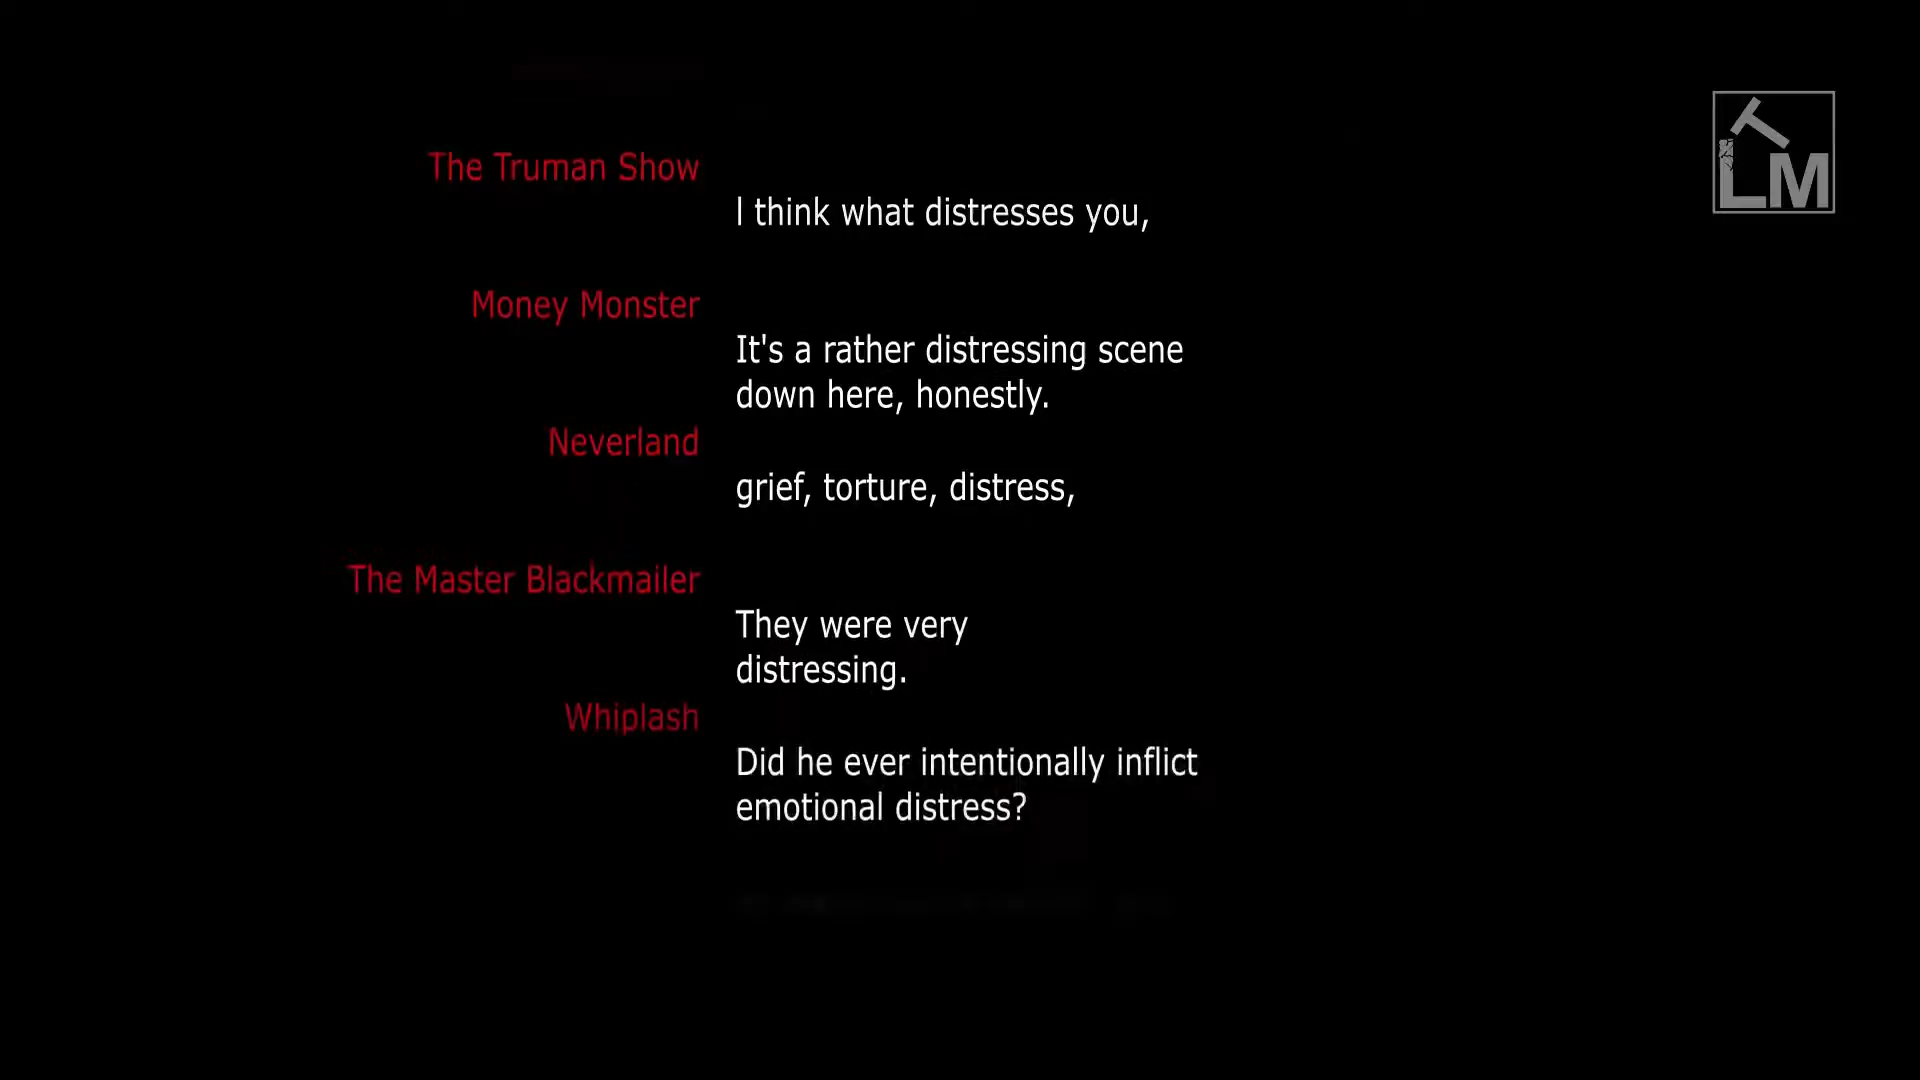 The Truman Show
l think what distresses you,
Money Monster
It's a rather distressing scene
down here, honestly.
Neverland
grief, torture, distress,
The Master Blackmailer
They were very
distressing.
Whiplash
Did he ever intentionally inflict
emotional distress?
TLM